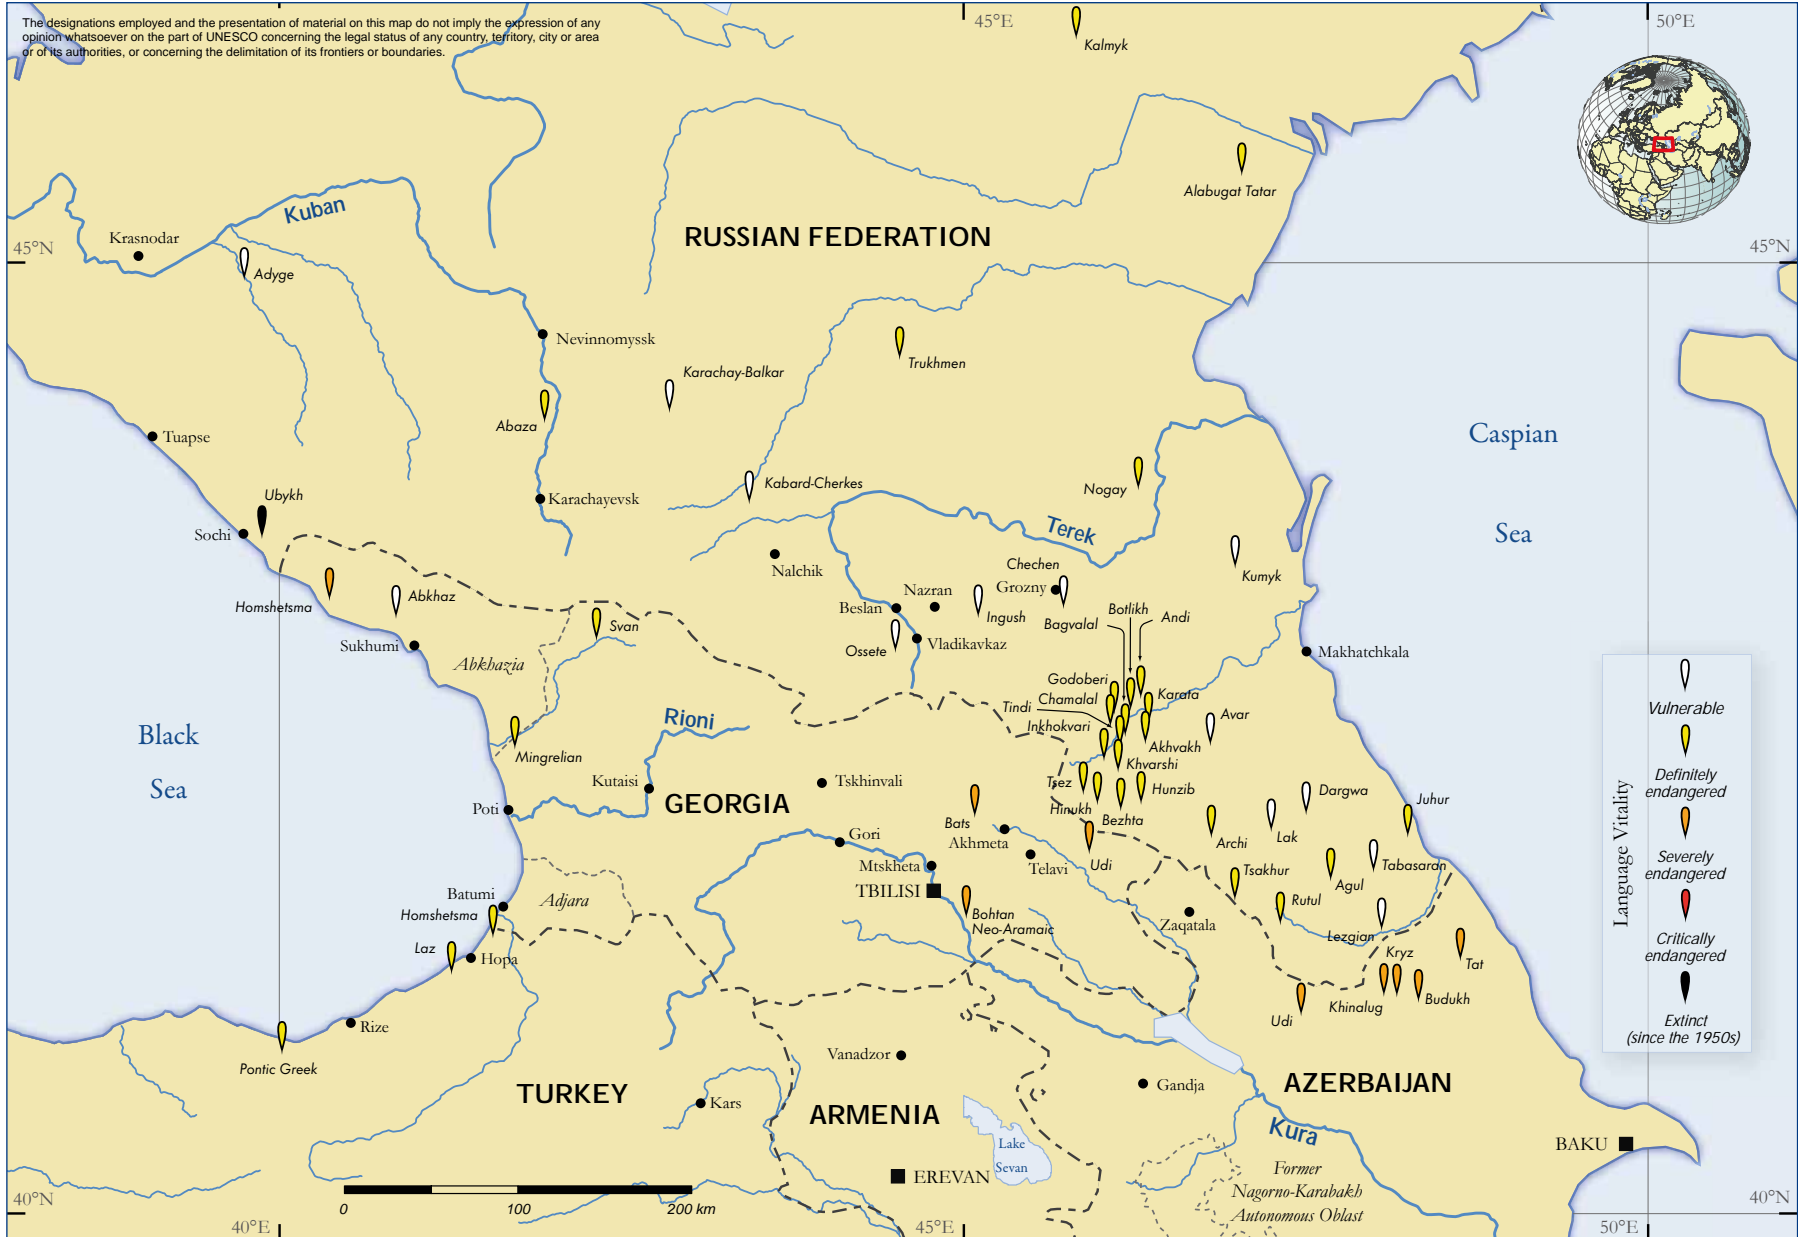 The designations employed and the presentation of material on this map do not imply the expression of any
opinion whatsoever on the part of UNESCO concerning the legal status of any country, territory, city or area
or of its authorities, or concerning the delimitation of its frontiers or boundaries.
45°E
50°E
Kalmyk
Alabugat Tatar
Kuban
Krasnodar
RUSSIAN FEDERATION
45°N
45°N
Adyge
Nevinnomyssk
Trukhmen
Karachay-Balkar
Abaza
Tuapse
Caspian
Sea
Kabard-Cherkes
Nogay
Ubykh
Karachayevsk
Sochi
Terek
Nalchik
Chechen
Kumyk
Grozny
Nazran
Beslan
Ingush
Homshetsma
Abkhaz
Botlikh
Andi
Bagvalal
Svan
Ossete
Vladikavkaz
Sukhumi
Abkhazia
Makhatchkala
Godoberi
Chamalal
Karata
Tindi
Inkhokvari
Avar
Akhvakh
Khvarshi
Rioni
Black
Sea
Mingrelian
Kutaisi
Tskhinvali
Tsez
Hunzib
Hinukh
Bezhta
Dargwa
Juhur
GEORGIA
Poti
Bats
Gori
Akhmeta
Udi
Archi
Lak
Mtskheta
Telavi
Tabasaran
TBILISI
Tsakhur
Agul
Batumi
Adjara
Homshetsma
Bohtan
Neo-Aramaic
Rutul
Zaqatala
Lezgian
Laz
Hopa
Kryz
Tat
Khinalug
Budukh
Udi
Rize
Pontic Greek
Vanadzor
TURKEY
Kars
ARMENIA
Gandja
AZERBAIJAN
Kura
BAKU
Lake
Sevan
EREVAN
Former
Nagorno-Karabakh
Autonomous Oblast
40°N
40°N
0
100
200 km
40°E
45°E
50°E
Language Vitality
Vulnerable
Definitely
endangered
Severely
endangered
Critically
endangered
Extinct
(since the 1950s)